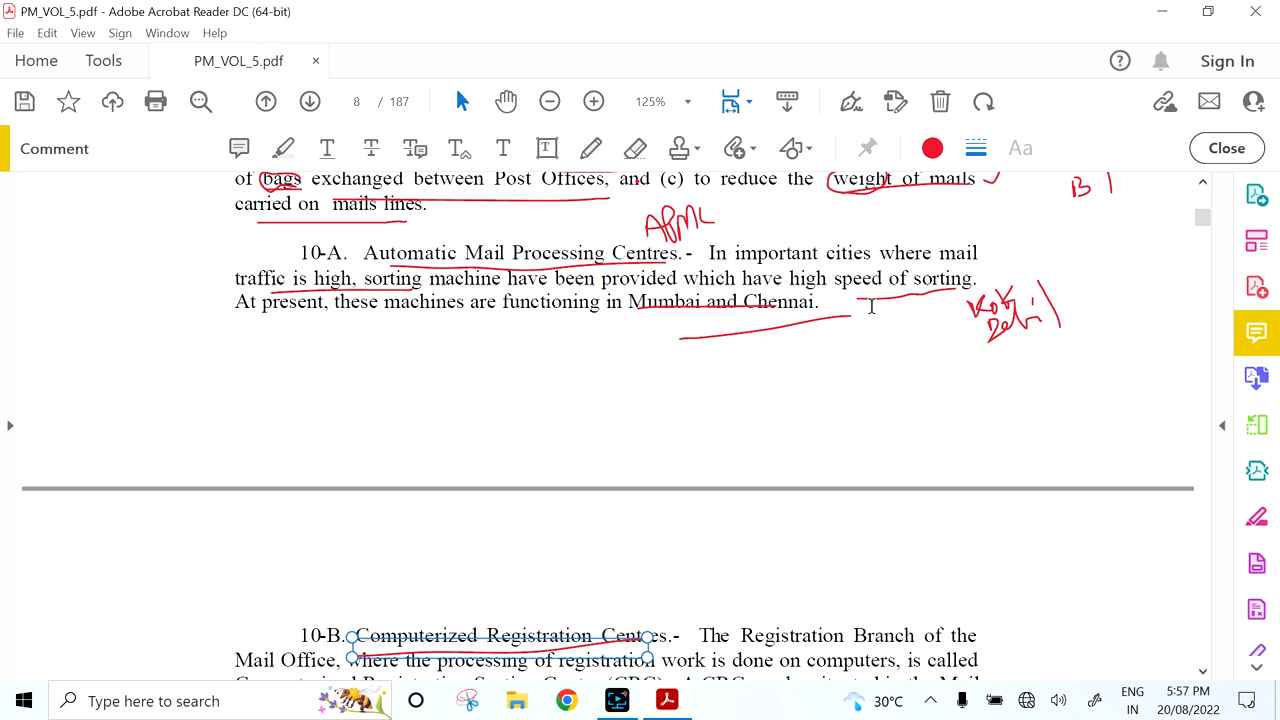 PM_VOL_5.pdf - Adobe Acrobat Reader DC (64-bit)
File Edit View Sign Window Help
Home Tools PM_VOL_5.pdf × Sign In
8 / 187 125%
Comment T T T T Aa Close
of bags exchanged between Post Offices, and (c) to reduce the weight of mails
carried on mails lines.
10-A. Automatic Mail Processing Centres.- In important cities where mail
traffic is high, sorting machine have been provided which have high speed of sorting.
At present, these machines are functioning in Mumbai and Chennai.
10-B. Computerized Registration Centres.- The Registration Branch of the
Mail Office, where the processing of registration work is done on computers, is called
Type here to search 30°C ENG IN 5:57 PM 20/08/2022